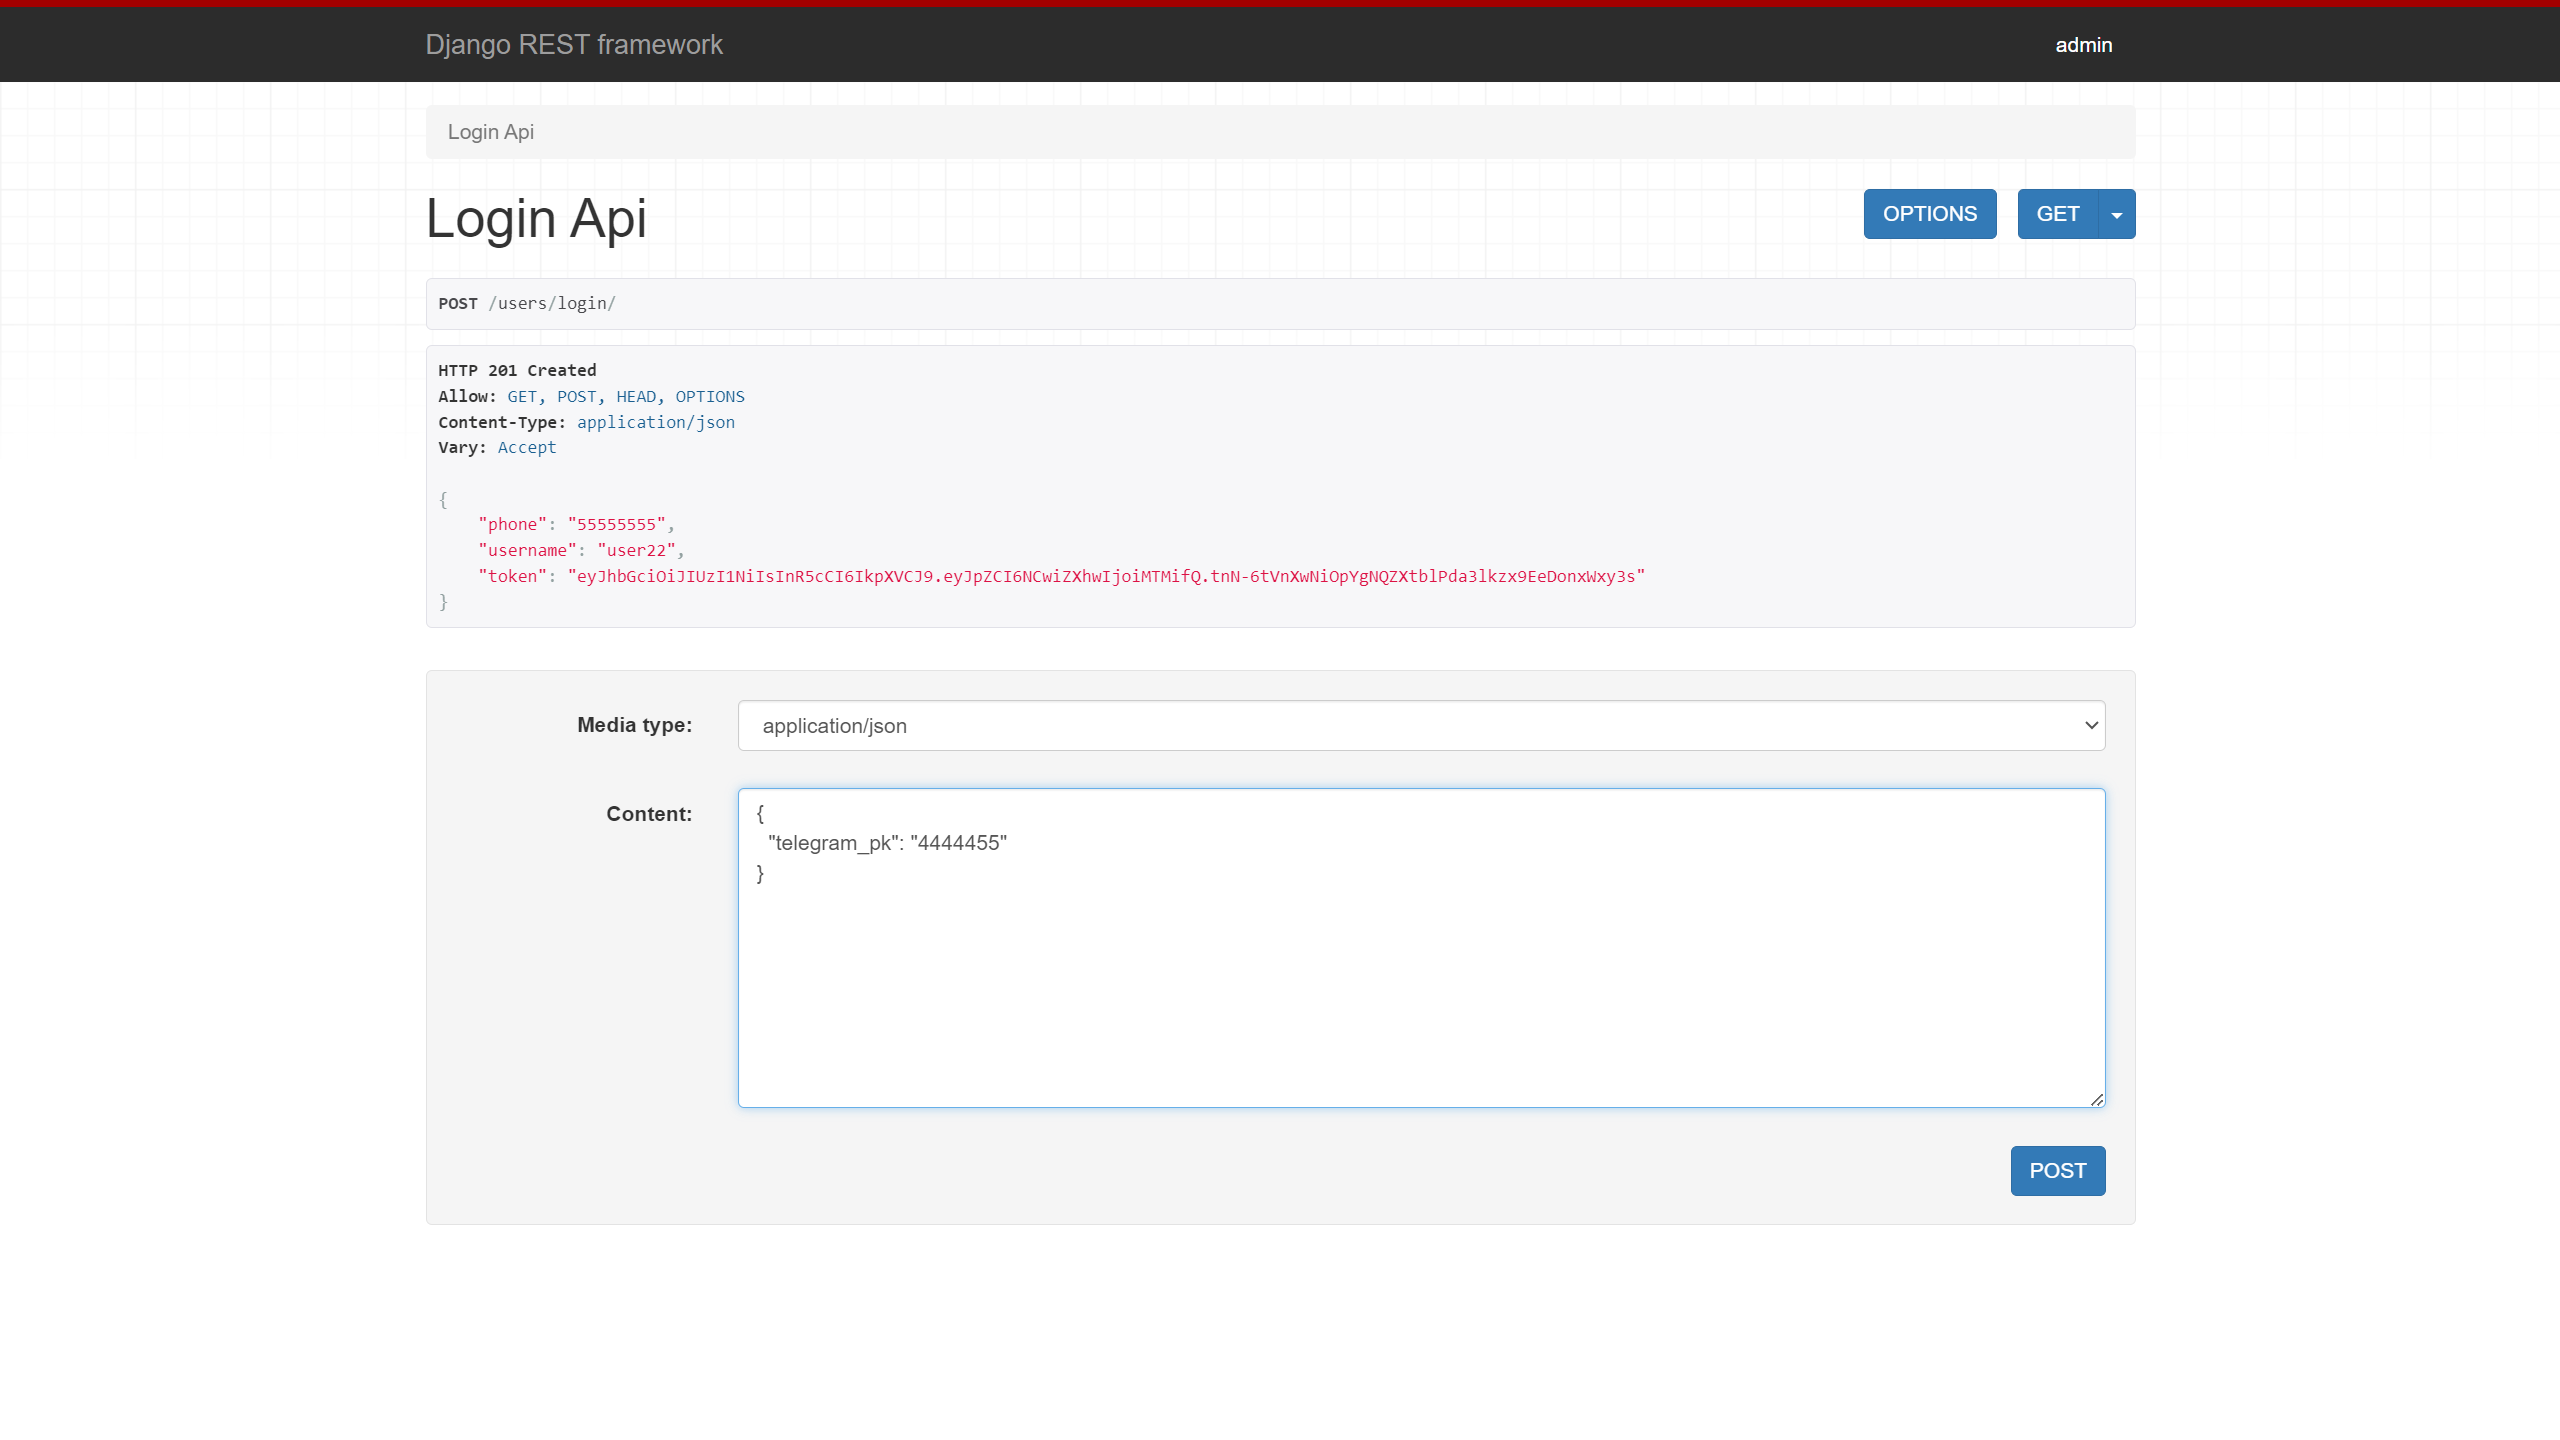 Django REST framework
admin
Login Api
Login Api
OPTIONS
GET
POST /users/login/
HTTP 201 Created
Allow: GET, POST, HEAD, OPTIONS
Content-Type: application/json
Vary: Accept
{
    "phone": "55555555",
    "username": "user22",
    "token": "eyJhbGciOiJIUzI1NiIsInR5cCI6IkpXVCJ9.eyJpZCI6NCwiZXhwIjoiMTMifQ.tnN-6tVnXwNiOpYgNQZXtblPda3lkzx9EeDonxWxy3s"
}
Media type:
application/json
Content:
{
  "telegram_pk": "4444455"
}
POST